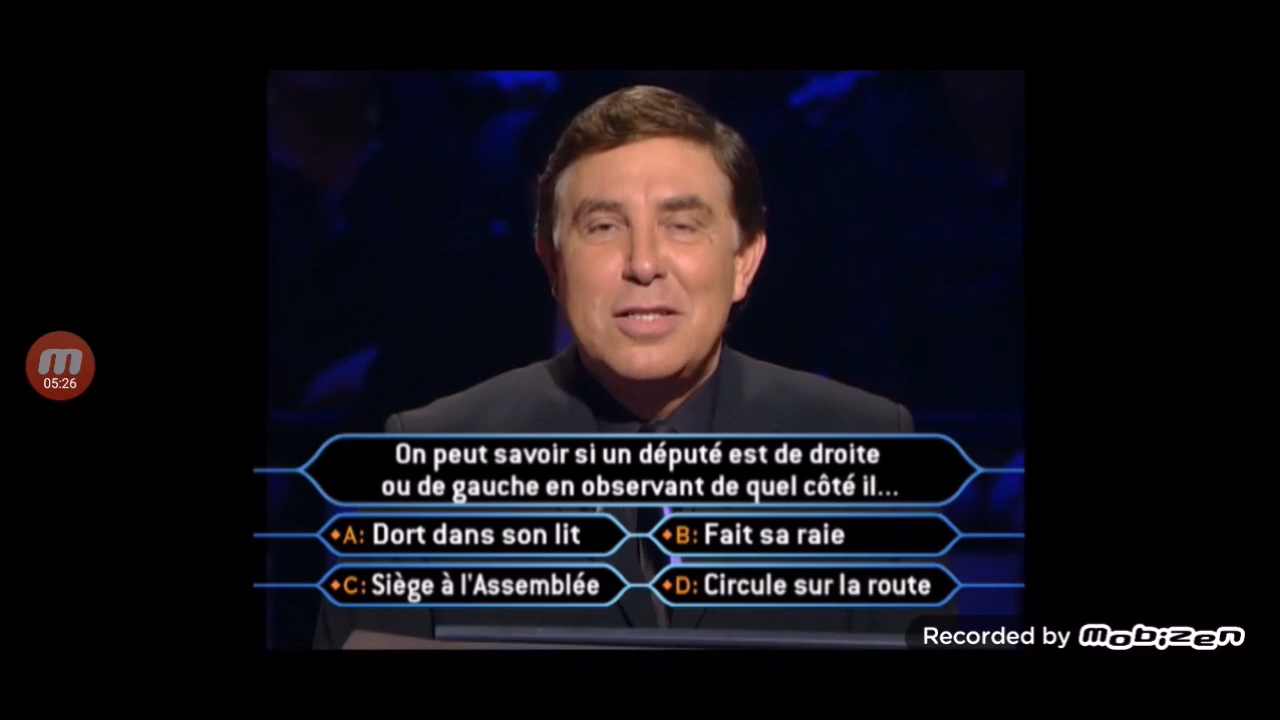 On peut savoir si un député est de droite
ou de gauche en observant de quel côté il...
A: Dort dans son lit
B: Fait sa raie
C: Siège à l'Assemblée
D: Circule sur la route
05:26
Recorded by mobizen